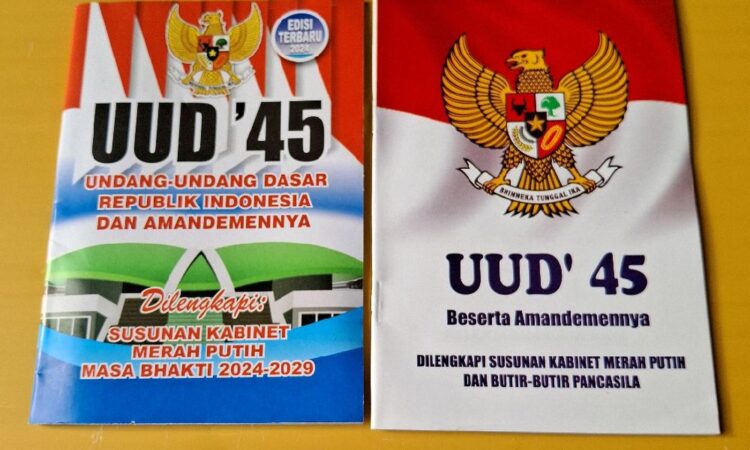 EDISI
TERBARU
2024
UUD '45
UNDANG-UNDANG DASAR
REPUBLIK INDONESIA
DAN AMANDEMENNYA
Dilengkapi:
SUSUNAN KABINET
MERAH PUTIH
MASA BHAKTI 2024-2029
BHINNEKA TUNGGAL IKA
UUD' 45
Beserta Amandemennya
DILENGKAPI SUSUNAN KABINET MERAH PUTIH
DAN BUTIR-BUTIR PANCASILA